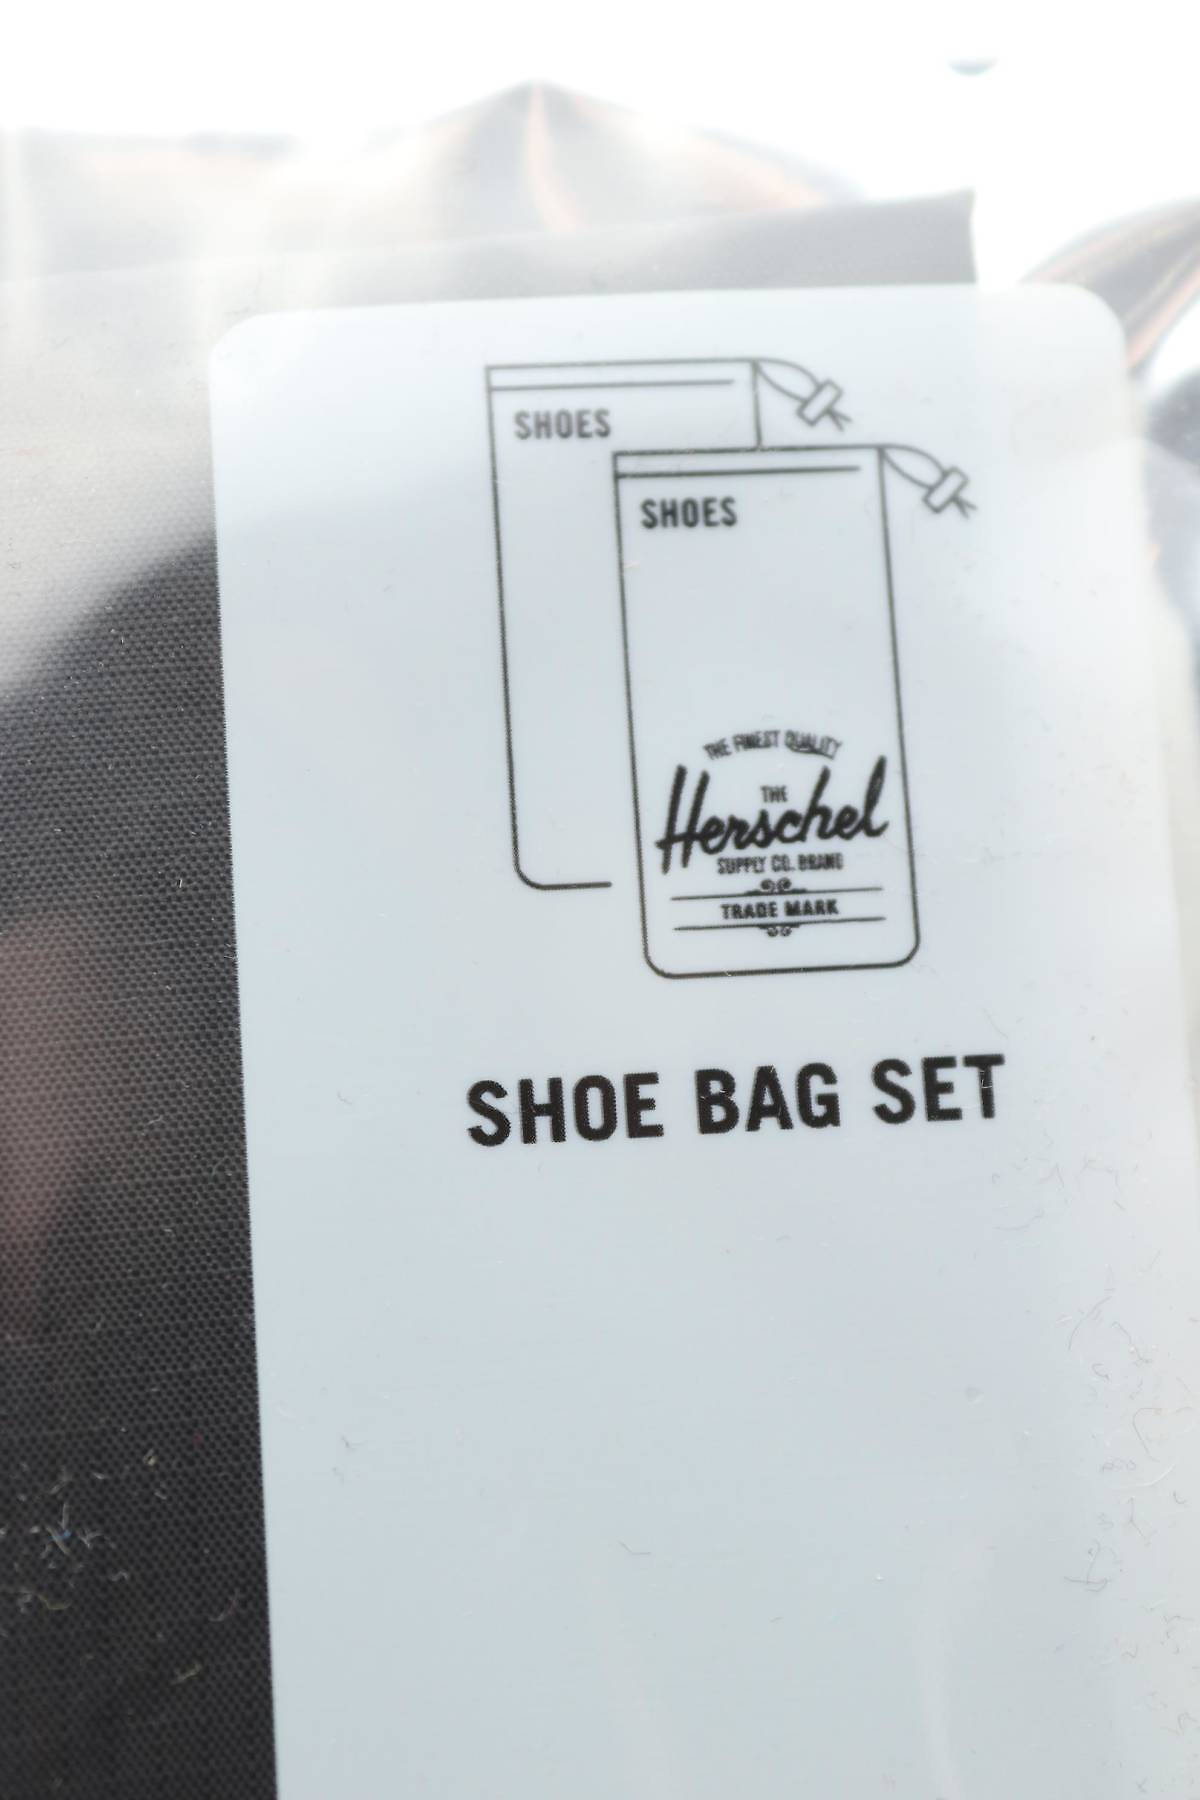 SHOES
SHOES
THE FINEST QUALITY
THE
Herschel
SUPPLY CO. BRAND
TRADE MARK
SHOE BAG SET